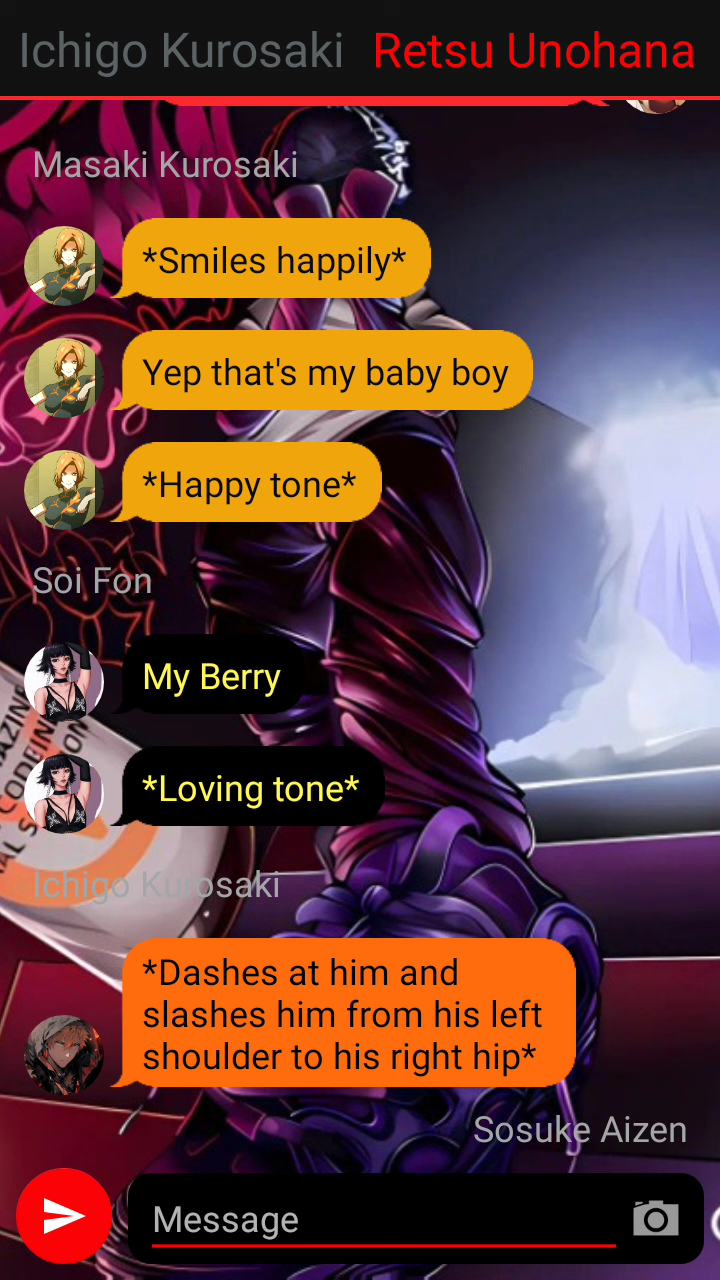 Ichigo Kurosaki Retsu Unohana
Masaki Kurosaki
*Smiles happily*
Yep that's my baby boy
*Happy tone*
Soi Fon
My Berry
*Loving tone*
Ichigo Kurosaki
*Dashes at him and
slashes him from his left
shoulder to his right hip*
Sosuke Aizen
Message